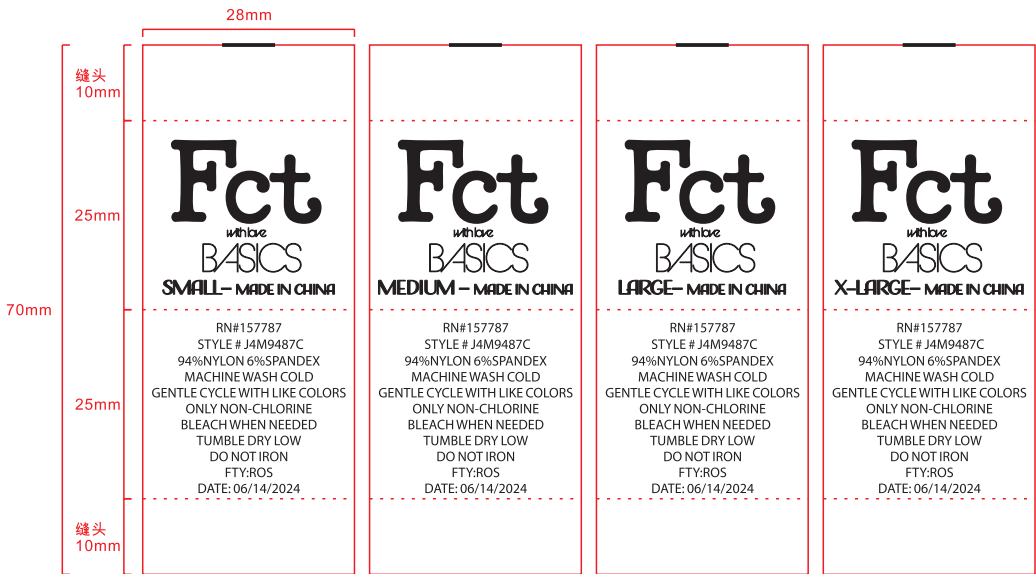 28mm
缝头
10mm
25mm
70mm
25mm
缝头
10mm
Fct
with love
BASICS
SMALL- MADE IN CHINA
RN#157787
STYLE # J4M9487C
94%NYLON 6%SPANDEX
MACHINE WASH COLD
GENTLE CYCLE WITH LIKE COLORS
ONLY NON-CHLORINE
BLEACH WHEN NEEDED
TUMBLE DRY LOW
DO NOT IRON
FTY:ROS
DATE: 06/14/2024
Fct
with love
BASICS
MEDIUM - MADE IN CHINA
RN#157787
STYLE # J4M9487C
94%NYLON 6%SPANDEX
MACHINE WASH COLD
GENTLE CYCLE WITH LIKE COLORS
ONLY NON-CHLORINE
BLEACH WHEN NEEDED
TUMBLE DRY LOW
DO NOT IRON
FTY:ROS
DATE: 06/14/2024
Fct
with love
BASICS
LARGE- MADE IN CHINA
RN#157787
STYLE # J4M9487C
94%NYLON 6%SPANDEX
MACHINE WASH COLD
GENTLE CYCLE WITH LIKE COLORS
ONLY NON-CHLORINE
BLEACH WHEN NEEDED
TUMBLE DRY LOW
DO NOT IRON
FTY:ROS
DATE: 06/14/2024
Fct
with love
BASICS
X-LARGE- MADE IN CHINA
RN#157787
STYLE # J4M9487C
94%NYLON 6%SPANDEX
MACHINE WASH COLD
GENTLE CYCLE WITH LIKE COLORS
ONLY NON-CHLORINE
BLEACH WHEN NEEDED
TUMBLE DRY LOW
DO NOT IRON
FTY:ROS
DATE: 06/14/2024